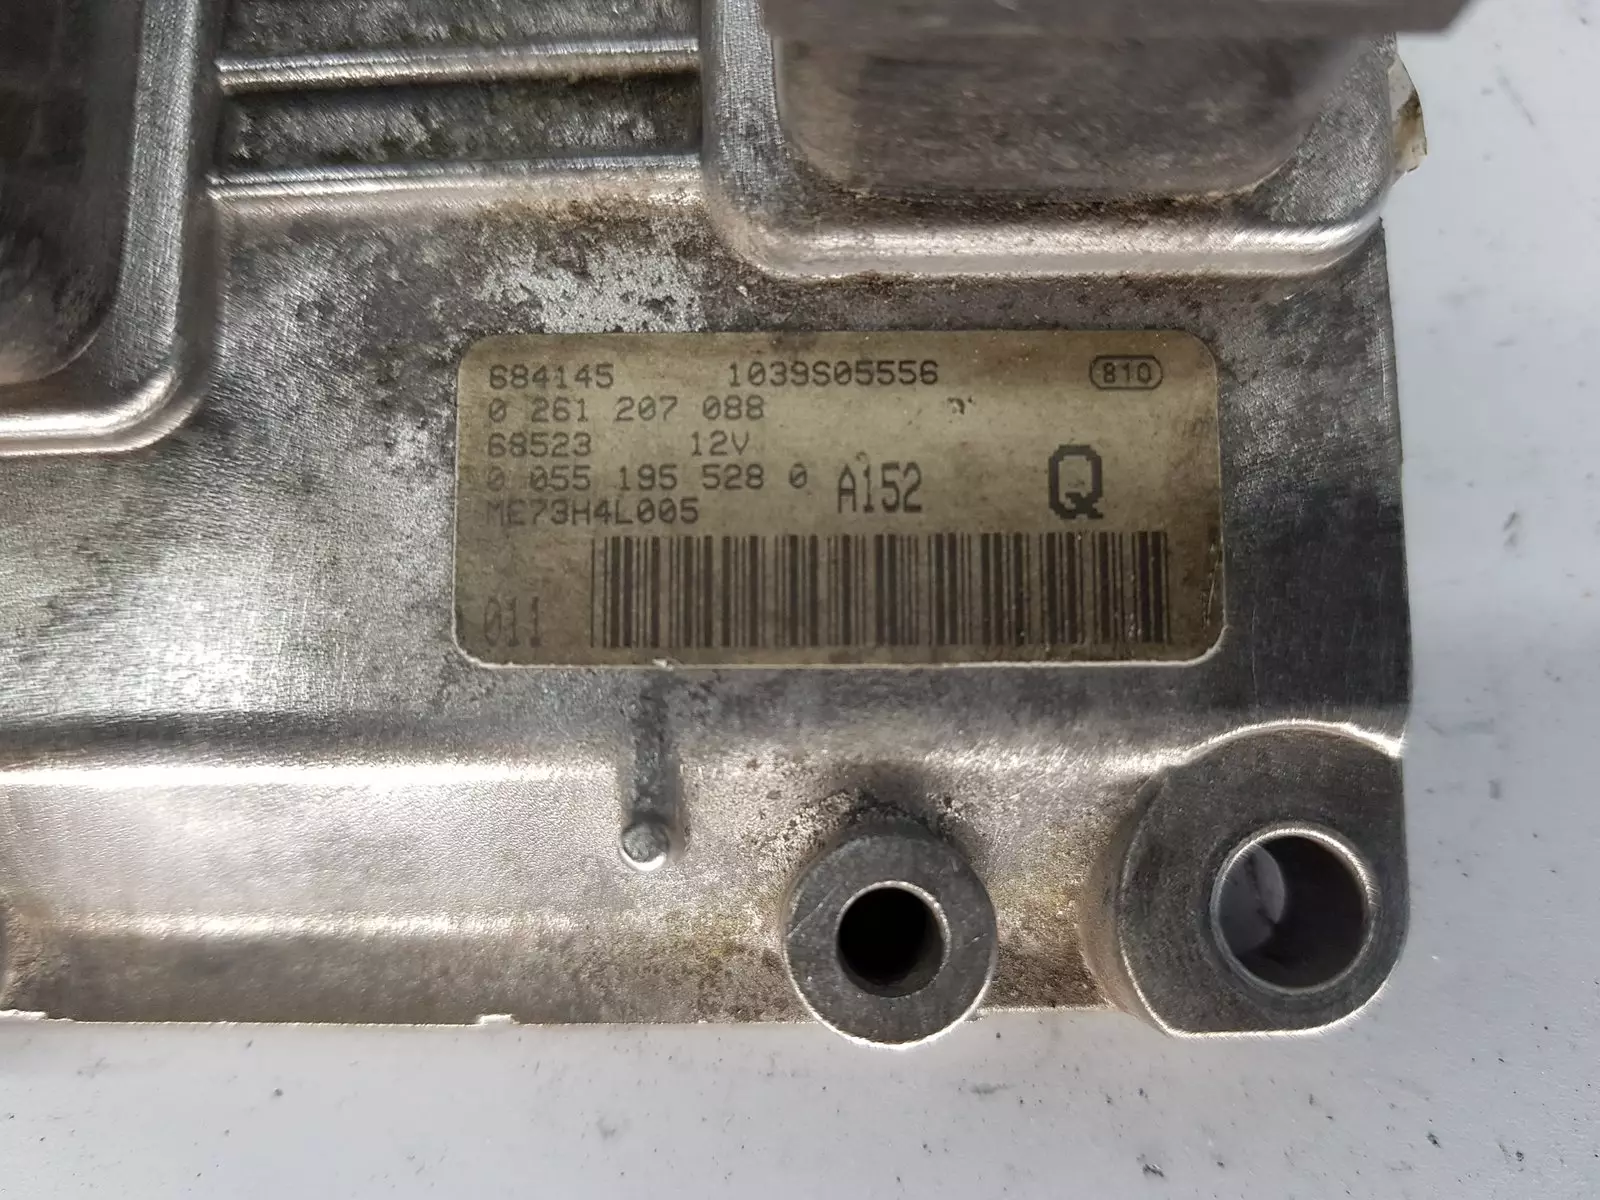 684145 1039S05556 810
0 261 207 088
68523 12V
0 055 195 528 0 A152 Q
ME73H4L005
011